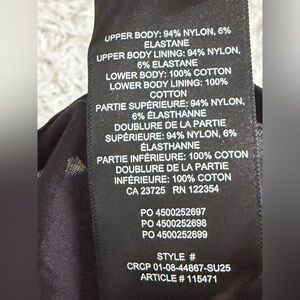 UPPER BODY: 94% NYLON, 6%
ELASTANE
UPPER BODY LINING: 94% NYLON,
6% ELASTANE
LOWER BODY: 100% COTTON
LOWER BODY LINING: 100%
COTTON
PARTIE SUPÉRIEURE: 94% NYLON,
6% ÉLASTHANNE
DOUBLURE DE LA PARTIE
SUPÉRIEURE: 94% NYLON, 6%
ÉLASTHANNE
PARTIE INFÉRIEURE: 100% COTON
DOUBLURE DE LA PARTIE
INFÉRIEURE: 100% COTON
CA 23725 RN 122354
PO 4500252697
PO 4500252698
PO 4500252699
STYLE #
CRCP 01-08-44867-SU25
ARTICLE # 115471